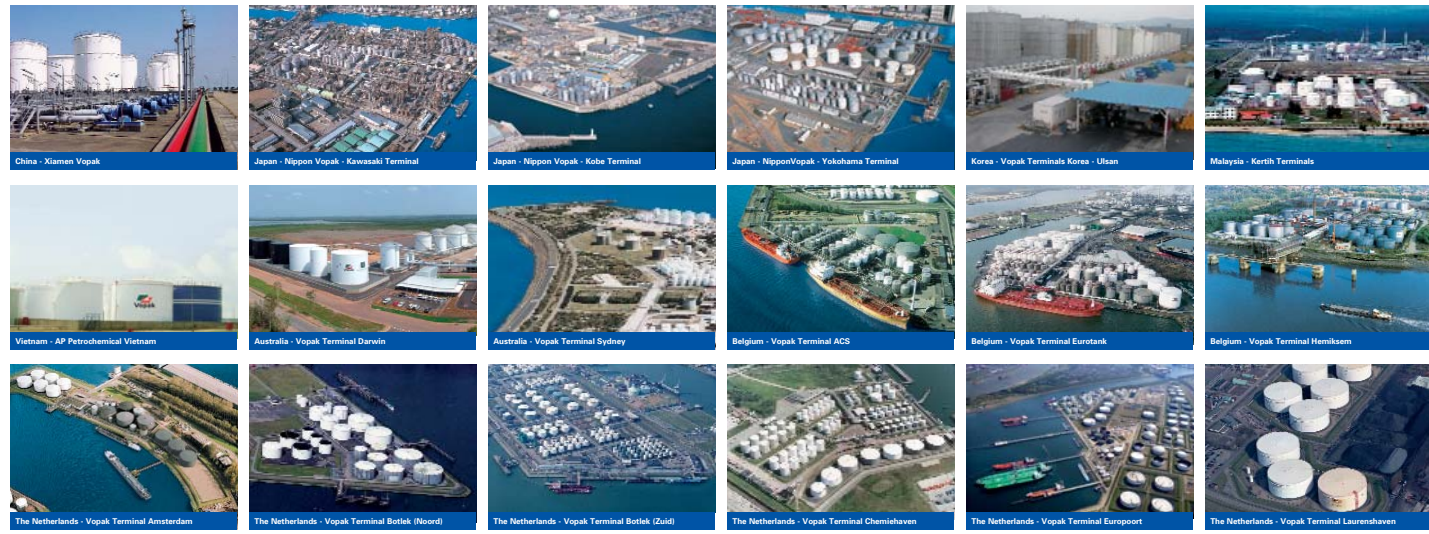 China - Xiamen Vopak
Japan - Nippon Vopak - Kawasaki Terminal
Japan - Nippon Vopak - Kobe Terminal
Japan - NipponVopak - Yokohama Terminal
Korea - Vopak Terminals Korea - Ulsan
Malaysia - Kertih Terminals
Vopak
Vietnam - AP Petrochemical Vietnam
Australia - Vopak Terminal Darwin
Australia - Vopak Terminal Sydney
Belgium - Vopak Terminal ACS
Belgium - Vopak Terminal Eurotank
Belgium - Vopak Terminal Hemiksem
The Netherlands - Vopak Terminal Amsterdam
The Netherlands - Vopak Terminal Botlek (Noord)
The Netherlands - Vopak Terminal Botlek (Zuid)
The Netherlands - Vopak Terminal Chemiehaven
The Netherlands - Vopak Terminal Europoort
The Netherlands - Vopak Terminal Laurenshaven